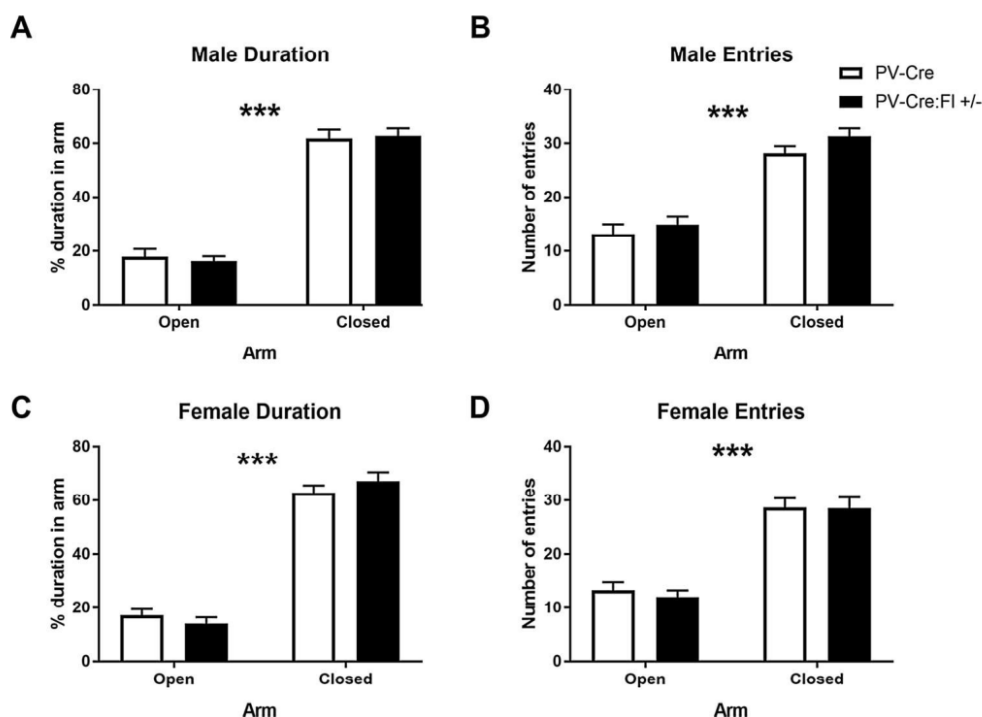 A
Male Duration
% duration in arm
80
60
40
20
0
***
Open
Closed
Arm
B
Male Entries
Number of entries
40
30
20
10
0
***
Open
Closed
Arm
PV-Cre
PV-Cre:Fl +/-
C
Female Duration
% duration in arm
80
60
40
20
0
***
Open
Closed
Arm
D
Female Entries
Number of entries
40
30
20
10
0
***
Open
Closed
Arm